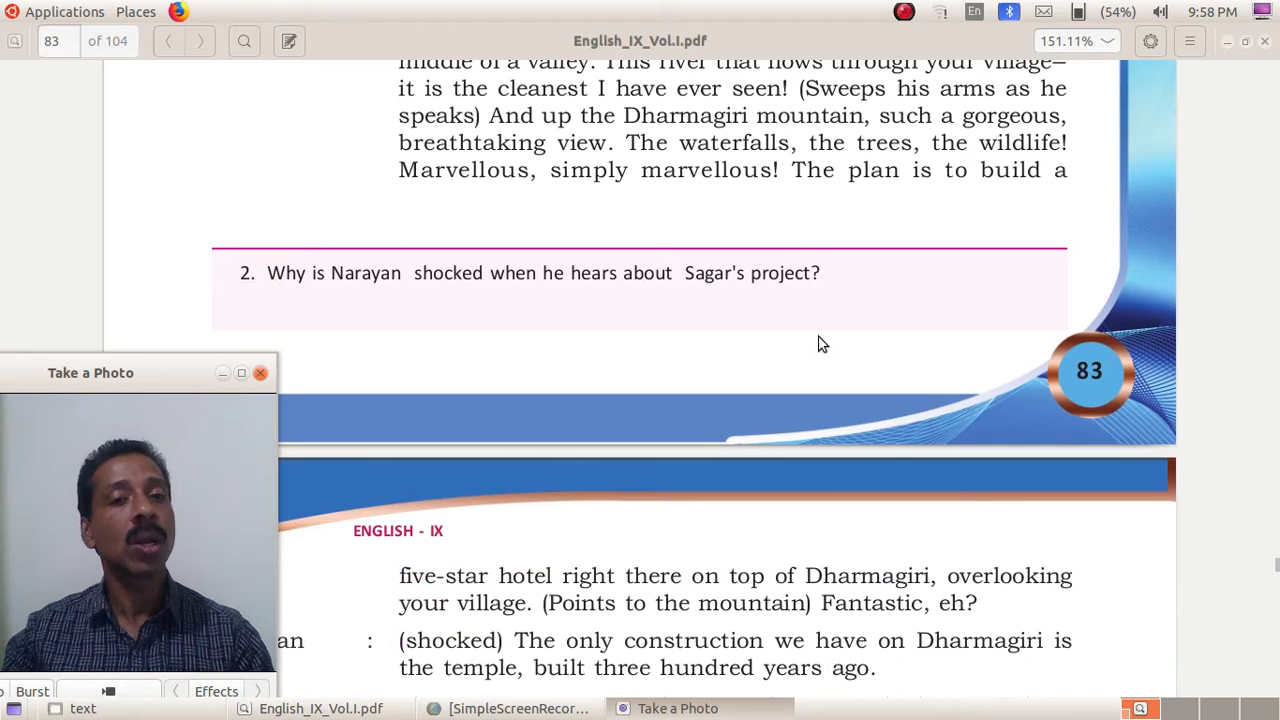 Applications Places En (54%) 9:58 PM
83 of 104 English_IX_Vol.I.pdf 151.11%
middle of a valley. This river that flows through your village–
it is the cleanest I have ever seen! (Sweeps his arms as he
speaks) And up the Dharmagiri mountain, such a gorgeous,
breathtaking view. The waterfalls, the trees, the wildlife!
Marvellous, simply marvellous! The plan is to build a
2. Why is Narayan shocked when he hears about Sagar's project?
83
Take a Photo
ENGLISH - IX
five-star hotel right there on top of Dharmagiri, overlooking
your village. (Points to the mountain) Fantastic, eh?
an : (shocked) The only construction we have on Dharmagiri is
the temple, built three hundred years ago.
o Burst Effects
text English_IX_Vol.I.pdf [SimpleScreenRecor... Take a Photo